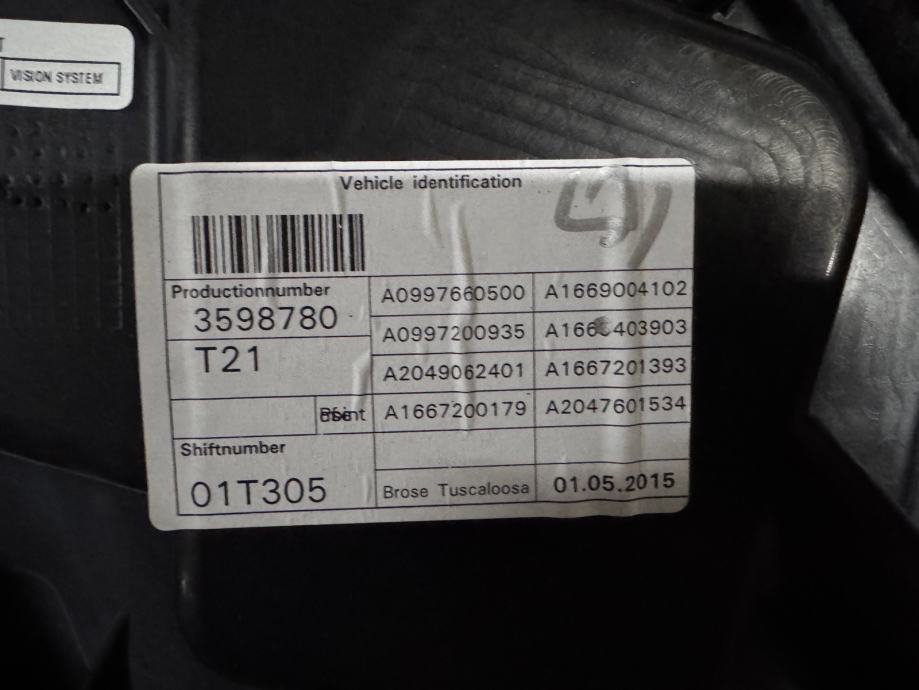 VISION SYSTEM
Vehicle identification
Productionnumber
3598780
T21
A0997660500 A1669004102
A0997200935
A2049062401 A1667201393
A1667200179 A2047601534
Shiftnumber
01T305
Brose Tuscaloosa 01.05.2015